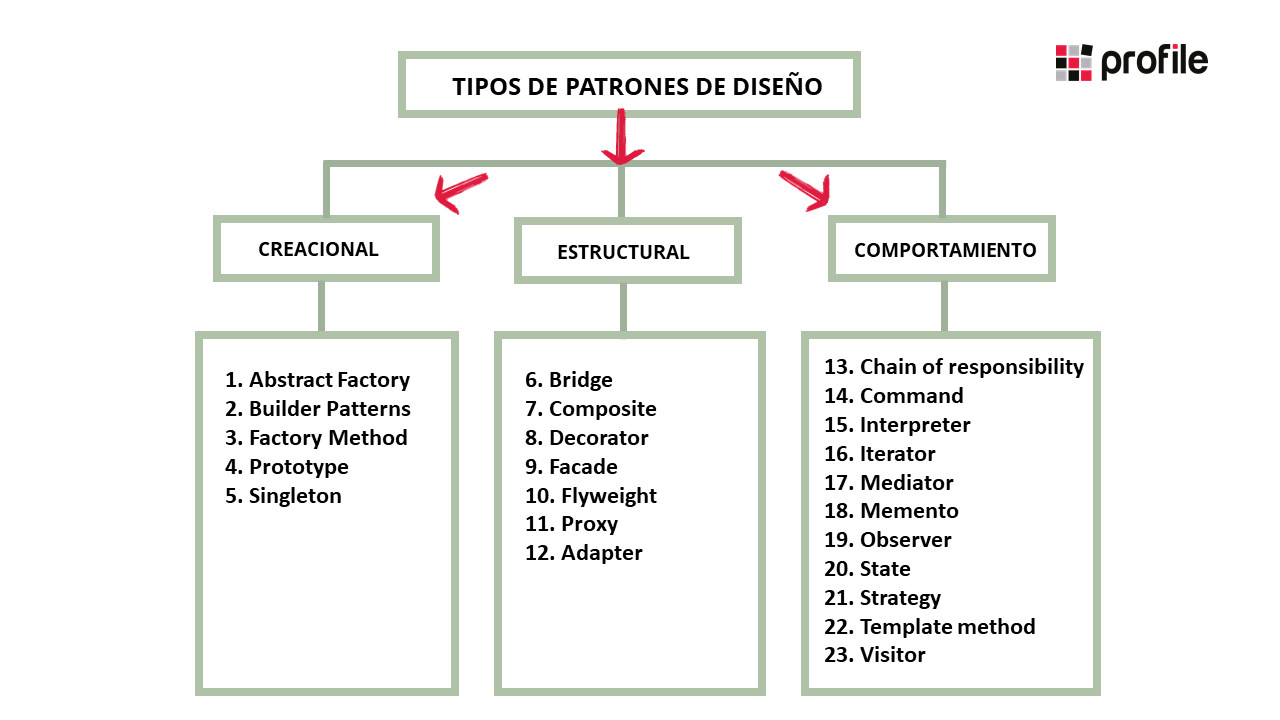 profile
TIPOS DE PATRONES DE DISEÑO
CREACIONAL
ESTRUCTURAL
COMPORTAMIENTO
1. Abstract Factory
2. Builder Patterns
3. Factory Method
4. Prototype
5. Singleton
6. Bridge
7. Composite
8. Decorator
9. Facade
10. Flyweight
11. Proxy
12. Adapter
13. Chain of responsibility
14. Command
15. Interpreter
16. Iterator
17. Mediator
18. Memento
19. Observer
20. State
21. Strategy
22. Template method
23. Visitor